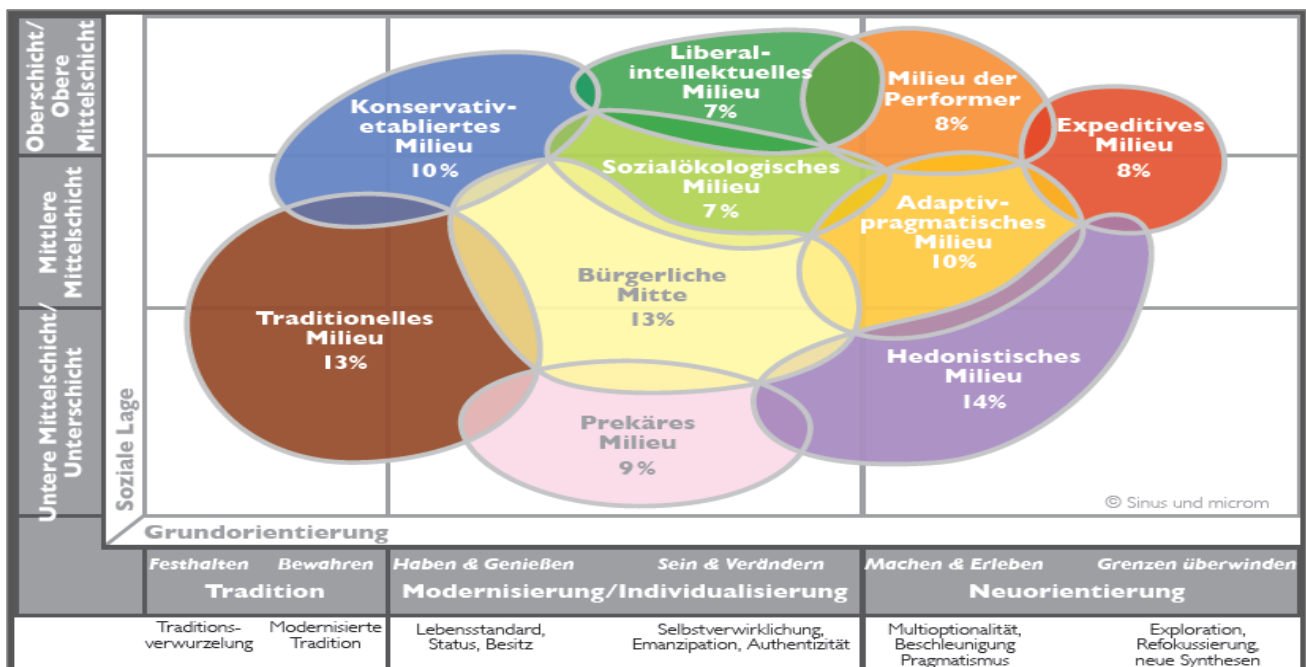 Oberschicht/
Obere
Mittelschicht
Mittlere
Mittelschicht
Untere Mittelschicht/
Unterschicht
Soziale Lage
Konservativ-
etabliertes
Milieu
10%
Liberal-
intellektuelles
Milieu
7%
Milieu der
Performer
8%
Expeditives
Milieu
8%
Sozialökologisches
Milieu
7%
Adaptiv-
pragmatisches
Milieu
10%
Bürgerliche
Mitte
13%
Traditionelles
Milieu
13%
Hedonistisches
Milieu
14%
Prekäres
Milieu
9%
© Sinus und microm
Grundorientierung
Festhalten Bewahren Haben & Genießen Sein & Verändern Machen & Erleben Grenzen überwinden
Tradition Modernisierung/Individualisierung Neuorientierung
Traditions-
verwurzelung
Modernisierte
Tradition
Lebensstandard,
Status, Besitz
Selbstverwirklichung,
Emanzipation, Authentizität
Multioptionalität,
Beschleunigung
Pragmatismus
Exploration,
Refokussierung,
neue Synthesen